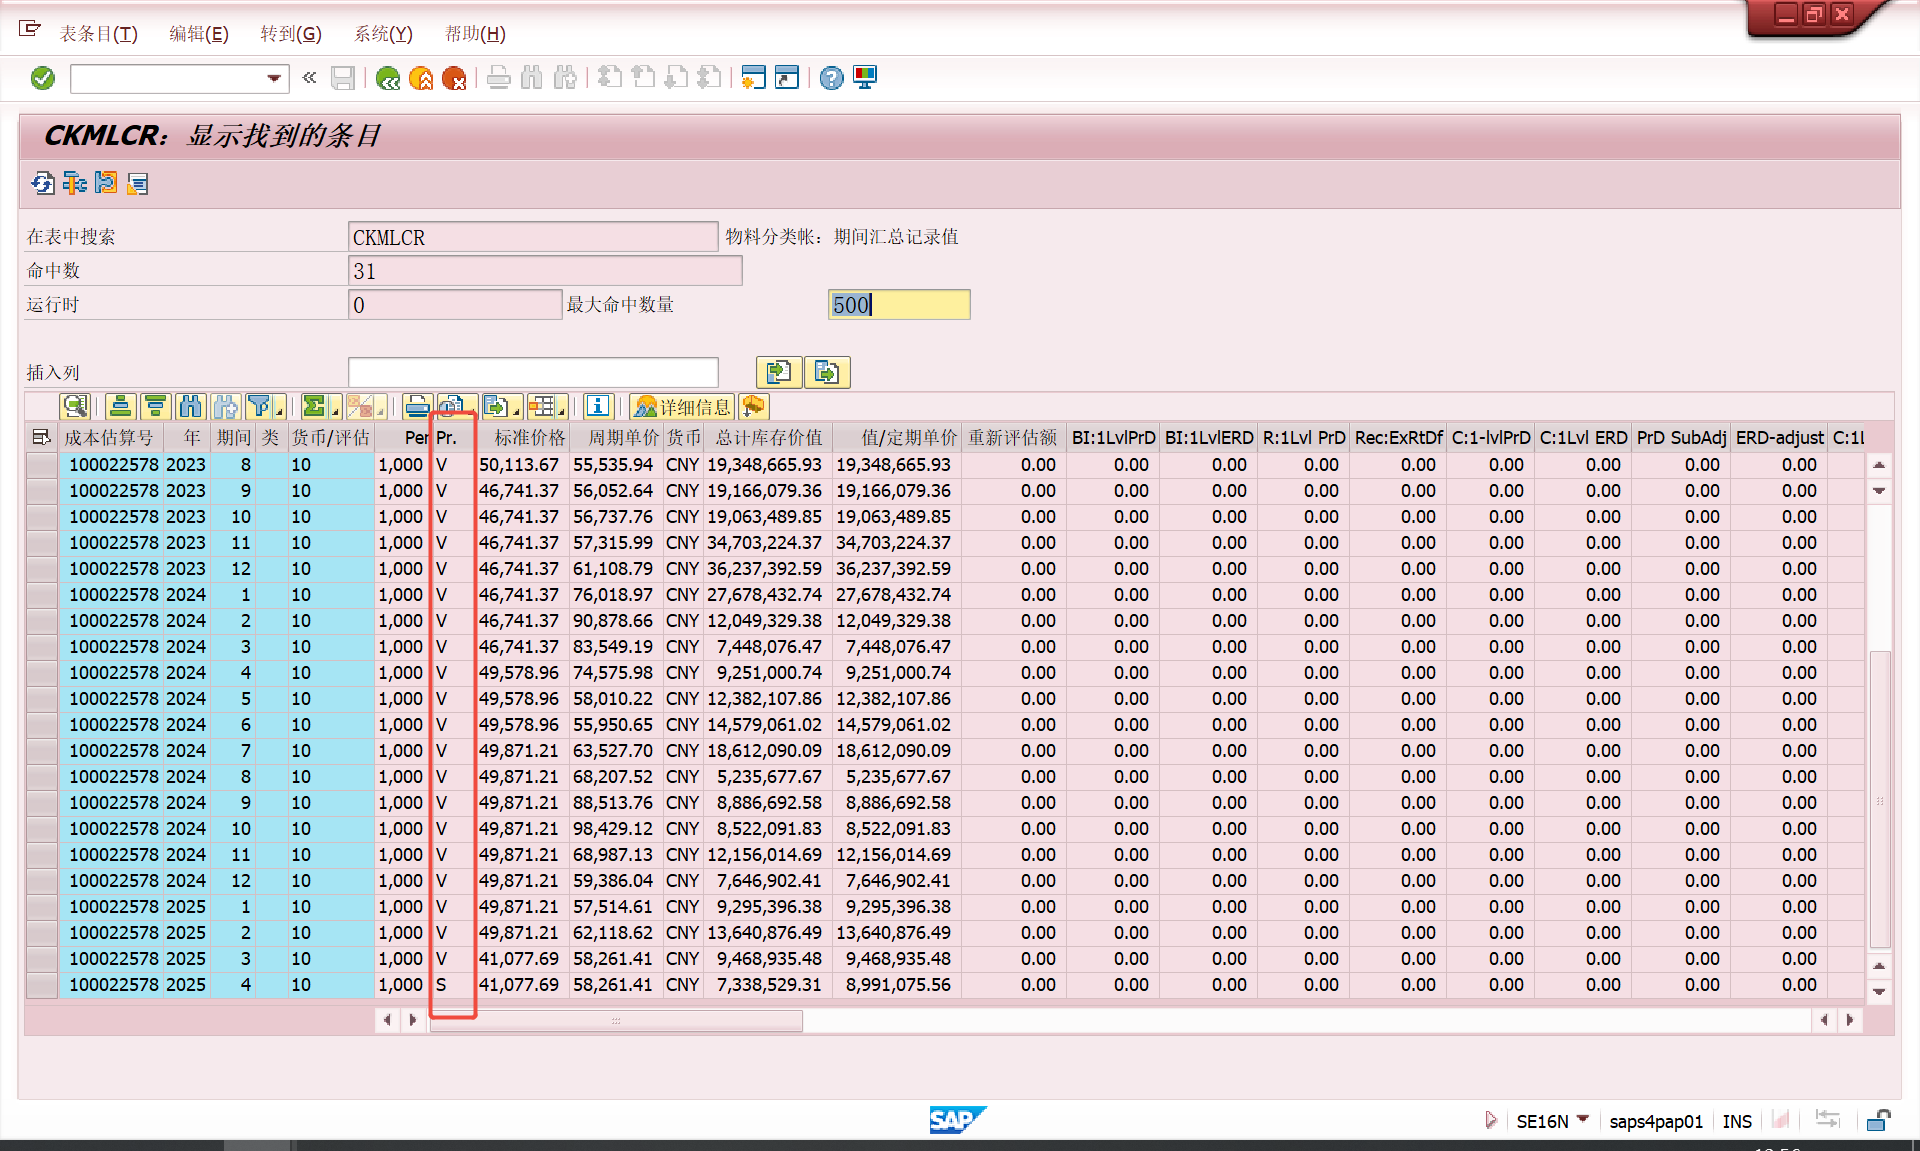 表条目(T) 编辑(E) 转到(G) 系统(Y) 帮助(H)
«
CKMLCR：显示找到的条目
在表中搜索 CKMLCR 物料分类帐：期间汇总记录值
命中数 31
运行时 0 最大命中数量 500
插入列
详细信息
成本估算号 年 期间 类 货币/评估 Per Pr. 标准价格 周期单价 货币 总计库存价值 值/定期单价 重新评估额 BI:1LvlPrD BI:1LvlERD R:1Lvl PrD Rec:ExRtDf C:1-lvlPrD C:1Lvl ERD PrD SubAdj ERD-adjust C:1L
100022578 2023 8 10 1,000 V 50,113.67 55,535.94 CNY 19,348,665.93 19,348,665.93 0.00 0.00 0.00 0.00 0.00 0.00 0.00 0.00 0.00
100022578 2023 9 10 1,000 V 46,741.37 56,052.64 CNY 19,166,079.36 19,166,079.36 0.00 0.00 0.00 0.00 0.00 0.00 0.00 0.00 0.00
100022578 2023 10 10 1,000 V 46,741.37 56,737.76 CNY 19,063,489.85 19,063,489.85 0.00 0.00 0.00 0.00 0.00 0.00 0.00 0.00 0.00
100022578 2023 11 10 1,000 V 46,741.37 57,315.99 CNY 34,703,224.37 34,703,224.37 0.00 0.00 0.00 0.00 0.00 0.00 0.00 0.00 0.00
100022578 2023 12 10 1,000 V 46,741.37 61,108.79 CNY 36,237,392.59 36,237,392.59 0.00 0.00 0.00 0.00 0.00 0.00 0.00 0.00 0.00
100022578 2024 1 10 1,000 V 46,741.37 76,018.97 CNY 27,678,432.74 27,678,432.74 0.00 0.00 0.00 0.00 0.00 0.00 0.00 0.00 0.00
100022578 2024 2 10 1,000 V 46,741.37 90,878.66 CNY 12,049,329.38 12,049,329.38 0.00 0.00 0.00 0.00 0.00 0.00 0.00 0.00 0.00
100022578 2024 3 10 1,000 V 46,741.37 83,549.19 CNY 7,448,076.47 7,448,076.47 0.00 0.00 0.00 0.00 0.00 0.00 0.00 0.00 0.00
100022578 2024 4 10 1,000 V 49,578.96 74,575.98 CNY 9,251,000.74 9,251,000.74 0.00 0.00 0.00 0.00 0.00 0.00 0.00 0.00 0.00
100022578 2024 5 10 1,000 V 49,578.96 58,010.22 CNY 12,382,107.86 12,382,107.86 0.00 0.00 0.00 0.00 0.00 0.00 0.00 0.00 0.00
100022578 2024 6 10 1,000 V 49,578.96 55,950.65 CNY 14,579,061.02 14,579,061.02 0.00 0.00 0.00 0.00 0.00 0.00 0.00 0.00 0.00
100022578 2024 7 10 1,000 V 49,871.21 63,527.70 CNY 18,612,090.09 18,612,090.09 0.00 0.00 0.00 0.00 0.00 0.00 0.00 0.00 0.00
100022578 2024 8 10 1,000 V 49,871.21 68,207.52 CNY 5,235,677.67 5,235,677.67 0.00 0.00 0.00 0.00 0.00 0.00 0.00 0.00 0.00
100022578 2024 9 10 1,000 V 49,871.21 88,513.76 CNY 8,886,692.58 8,886,692.58 0.00 0.00 0.00 0.00 0.00 0.00 0.00 0.00 0.00
100022578 2024 10 10 1,000 V 49,871.21 98,429.12 CNY 8,522,091.83 8,522,091.83 0.00 0.00 0.00 0.00 0.00 0.00 0.00 0.00 0.00
100022578 2024 11 10 1,000 V 49,871.21 68,987.13 CNY 12,156,014.69 12,156,014.69 0.00 0.00 0.00 0.00 0.00 0.00 0.00 0.00 0.00
100022578 2024 12 10 1,000 V 49,871.21 59,386.04 CNY 7,646,902.41 7,646,902.41 0.00 0.00 0.00 0.00 0.00 0.00 0.00 0.00 0.00
100022578 2025 1 10 1,000 V 49,871.21 57,514.61 CNY 9,295,396.38 9,295,396.38 0.00 0.00 0.00 0.00 0.00 0.00 0.00 0.00 0.00
100022578 2025 2 10 1,000 V 49,871.21 62,118.62 CNY 13,640,876.49 13,640,876.49 0.00 0.00 0.00 0.00 0.00 0.00 0.00 0.00 0.00
100022578 2025 3 10 1,000 V 41,077.69 58,261.41 CNY 9,468,935.48 9,468,935.48 0.00 0.00 0.00 0.00 0.00 0.00 0.00 0.00 0.00
100022578 2025 4 10 1,000 S 41,077.69 58,261.41 CNY 7,338,529.31 8,991,075.56 0.00 0.00 0.00 0.00 0.00 0.00 0.00 0.00 0.00
SAP SE16N saps4pap01 INS